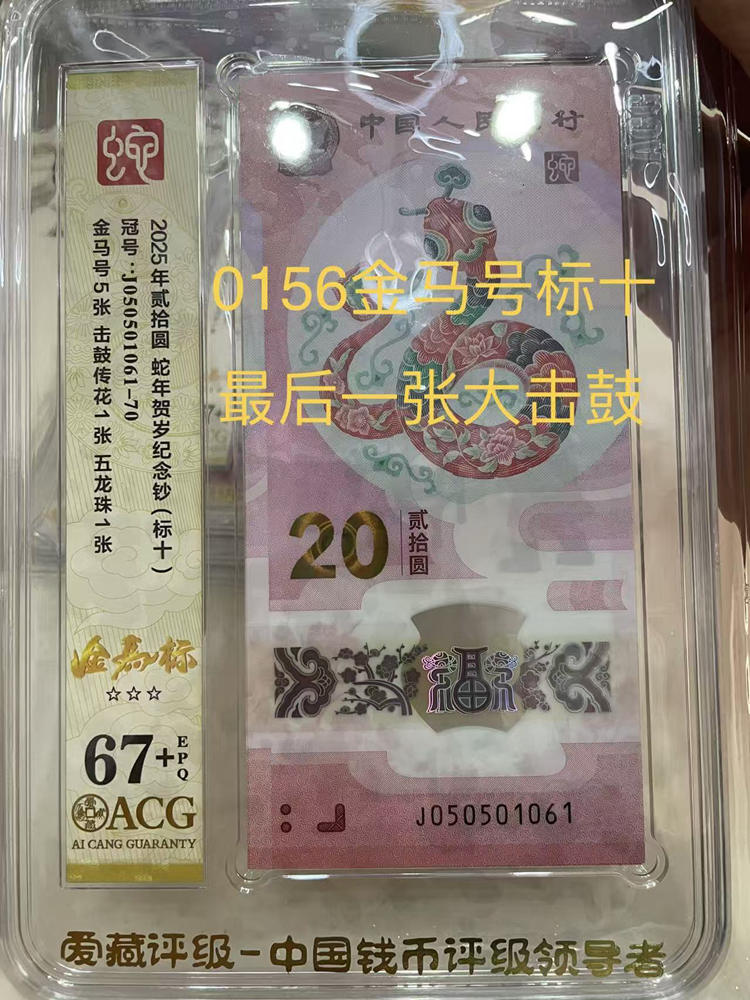 中国人民银行
蛇
0156金马号标十
最后一张大击鼓
20
贰拾圆
J050501061
蛇
2025年贰拾圆 蛇年贺岁纪念钞（标十）
冠号：J050501061-70
金马号5张 击鼓传花1张 五龙珠1张
金马标
67+ EPQ
ACG
AI CANG GUARANTY
爱藏评级-中国钱币评级领导者